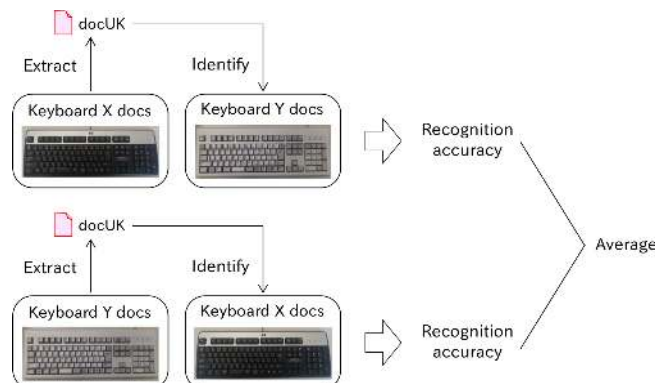 docUK
Extract
Identify
Keyboard X docs
Keyboard Y docs
Recognition
accuracy
Average
docUK
Extract
Identify
Keyboard Y docs
Keyboard X docs
Recognition
accuracy